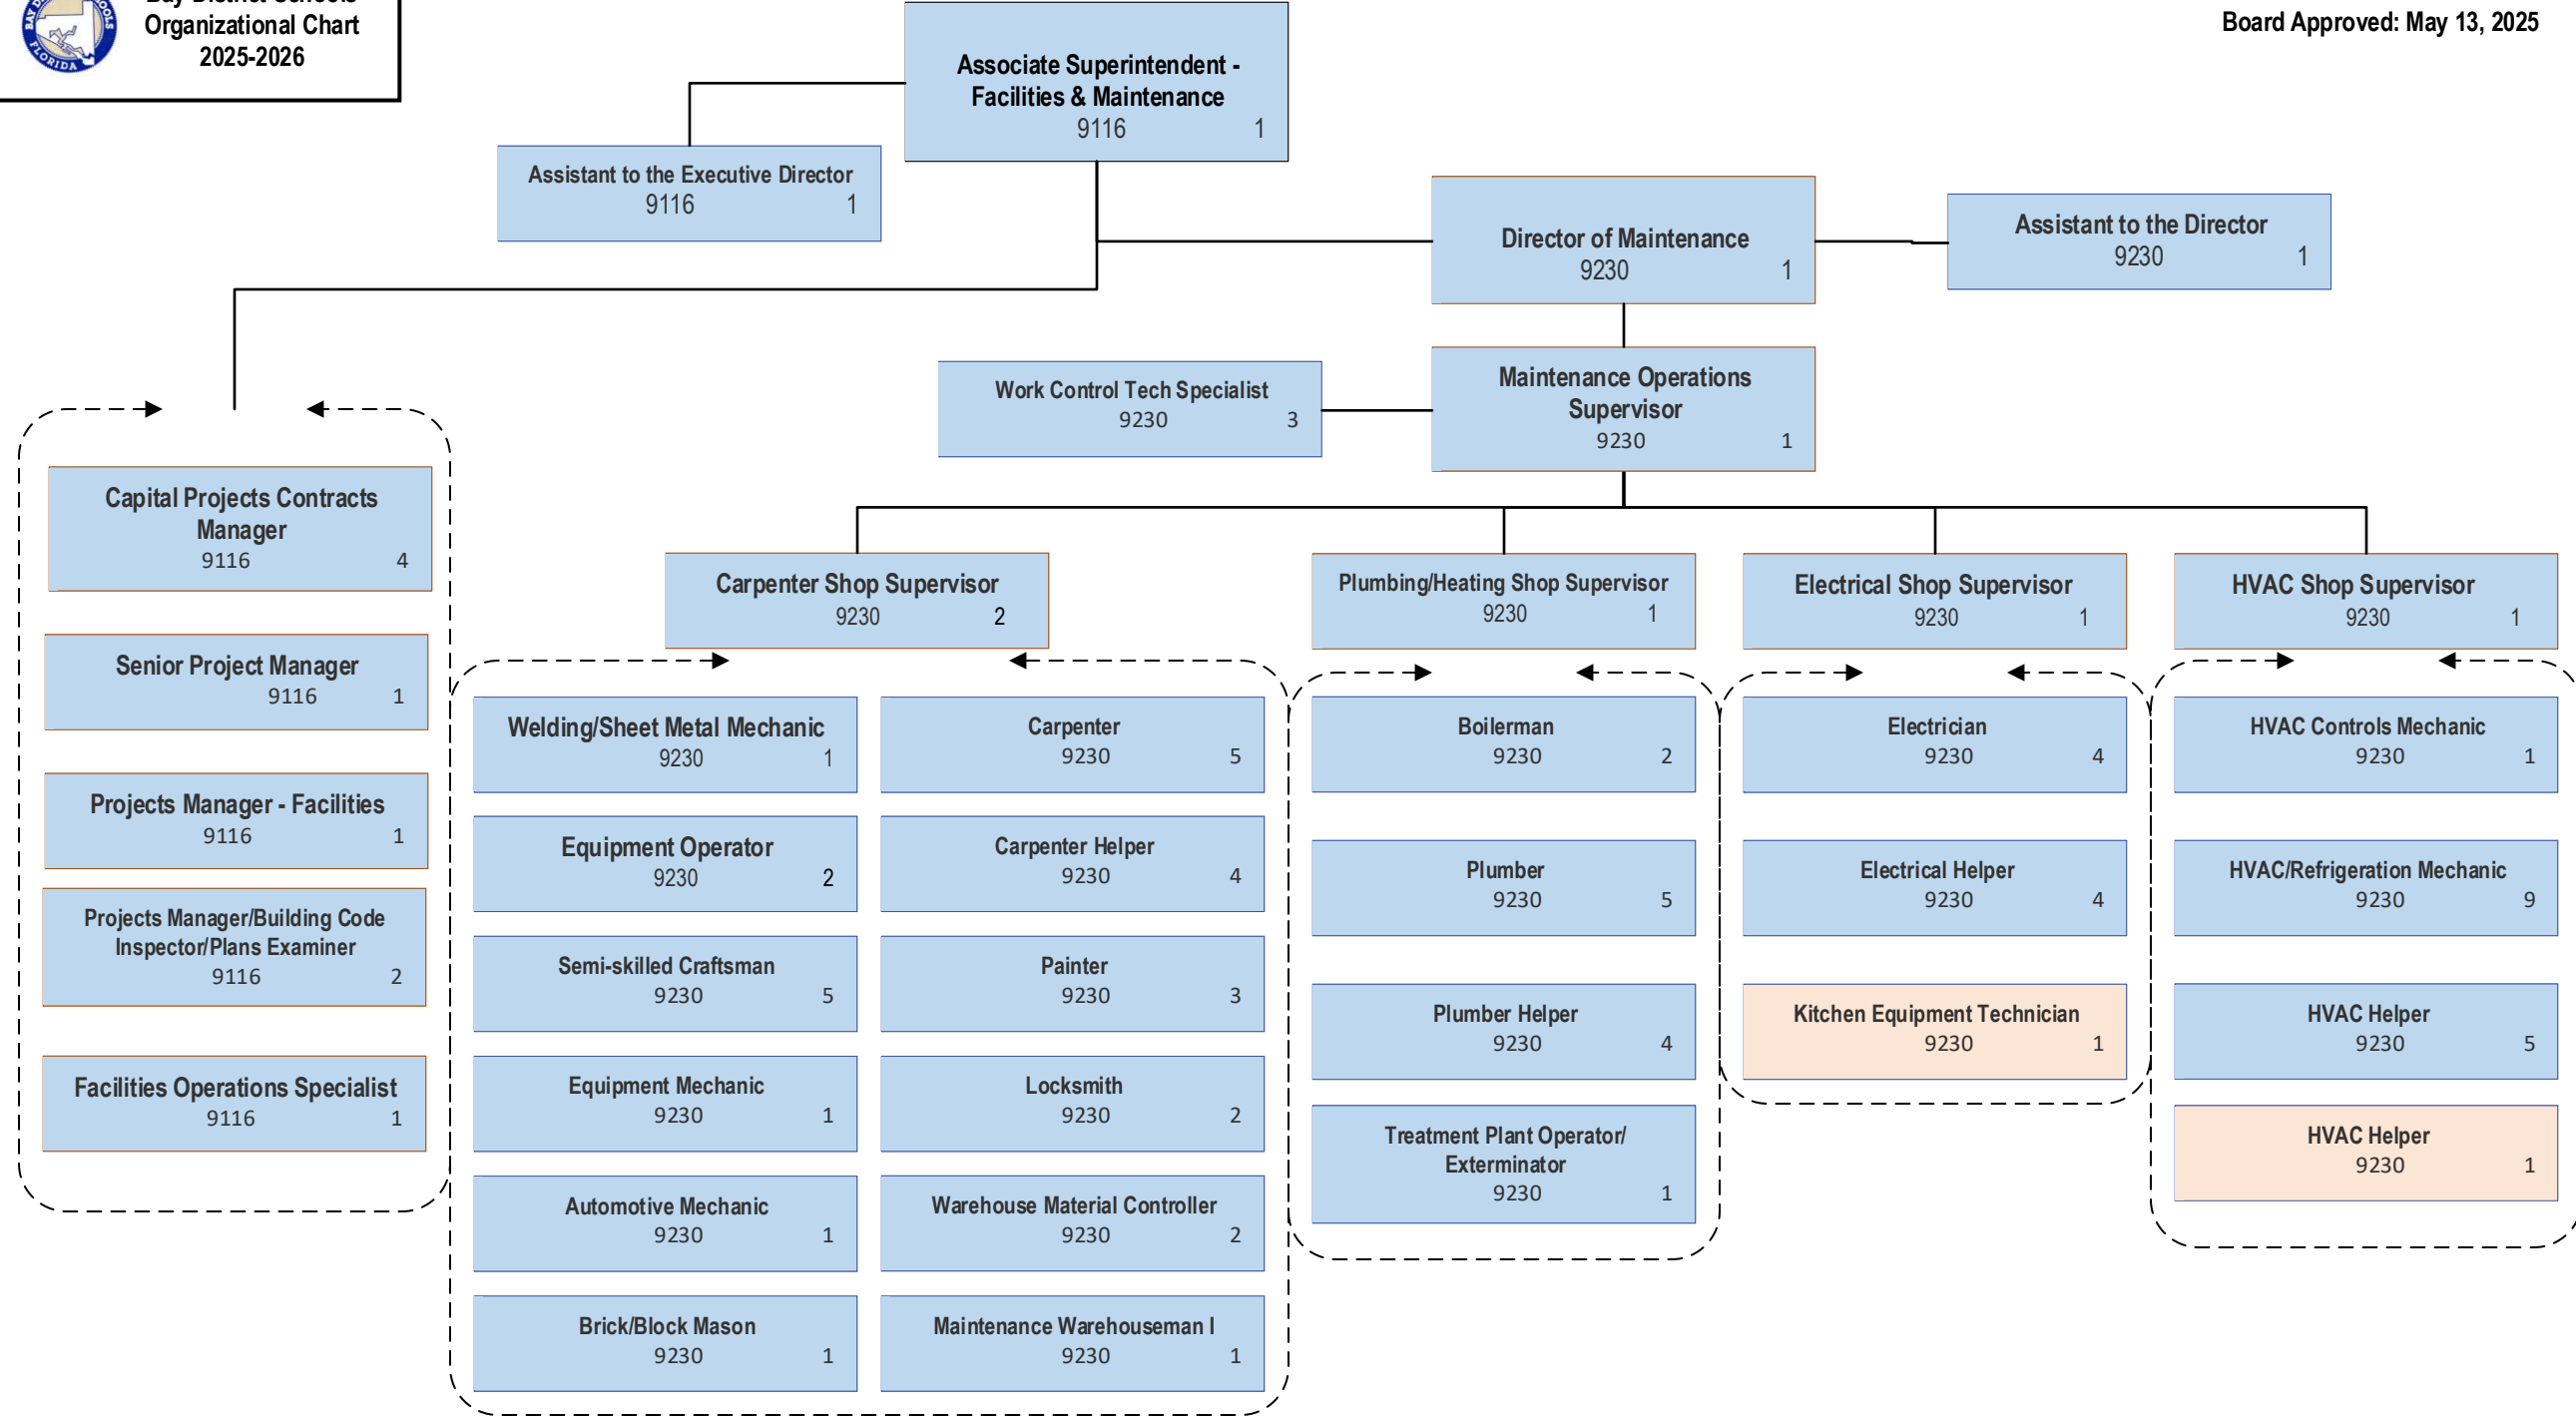 Bay District Schools
Organizational Chart
2025-2026
FLORIDA
Board Approved: May 13, 2025
Associate Superintendent -
Facilities & Maintenance
9116 1
Assistant to the Executive Director
9116 1
Director of Maintenance
9230 1
Assistant to the Director
9230 1
Work Control Tech Specialist
9230 3
Maintenance Operations
Supervisor
9230 1
Capital Projects Contracts
Manager
9116 4
Senior Project Manager
9116 1
Projects Manager - Facilities
9116 1
Projects Manager/Building Code
Inspector/Plans Examiner
9116 2
Facilities Operations Specialist
9116 1
Carpenter Shop Supervisor
9230 2
Welding/Sheet Metal Mechanic
9230 1
Equipment Operator
9230 2
Semi-skilled Craftsman
9230 5
Equipment Mechanic
9230 1
Automotive Mechanic
9230 1
Brick/Block Mason
9230 1
Carpenter
9230 5
Carpenter Helper
9230 4
Painter
9230 3
Locksmith
9230 2
Warehouse Material Controller
9230 2
Maintenance Warehouseman I
9230 1
Plumbing/Heating Shop Supervisor
9230 1
Boilerman
9230 2
Plumber
9230 5
Plumber Helper
9230 4
Treatment Plant Operator/
Exterminator
9230 1
Electrical Shop Supervisor
9230 1
Electrician
9230 4
Electrical Helper
9230 4
Kitchen Equipment Technician
9230 1
HVAC Shop Supervisor
9230 1
HVAC Controls Mechanic
9230 1
HVAC/Refrigeration Mechanic
9230 9
HVAC Helper
9230 5
HVAC Helper
9230 1